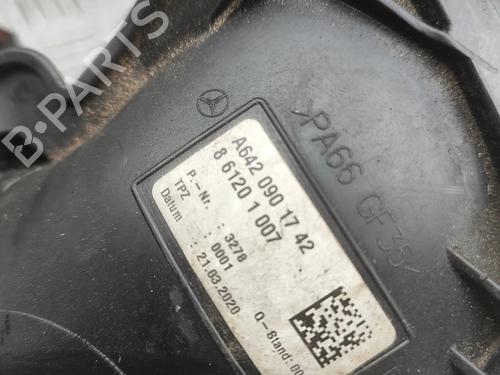 >PA66 GF35<
A642 090 17 42
8 6120 1 007
P.-Nr. : 3278
TPZ : 0001
Datum : 21.03.2020
Q-Stand: 00
B-PARTS